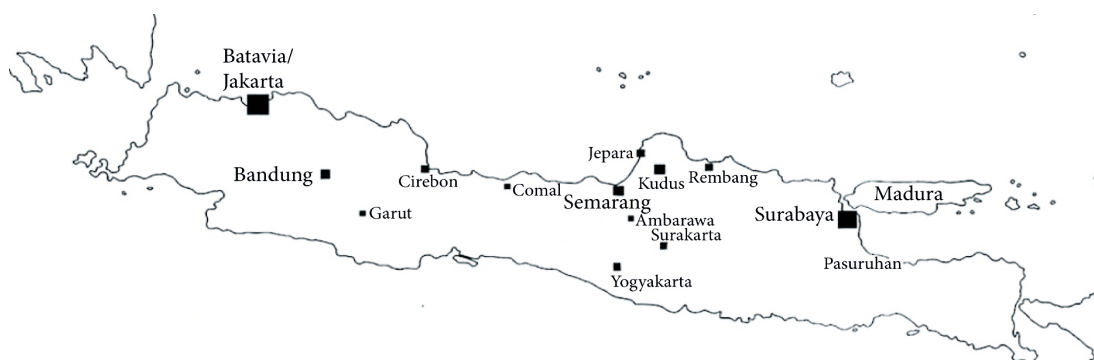 Batavia/
Jakarta
Jepara
Bandung
Cirebon
Kudus
Rembang
Comal
Madura
Semarang
Garut
Surabaya
Ambarawa
Surakarta
Pasuruhan
Yogyakarta